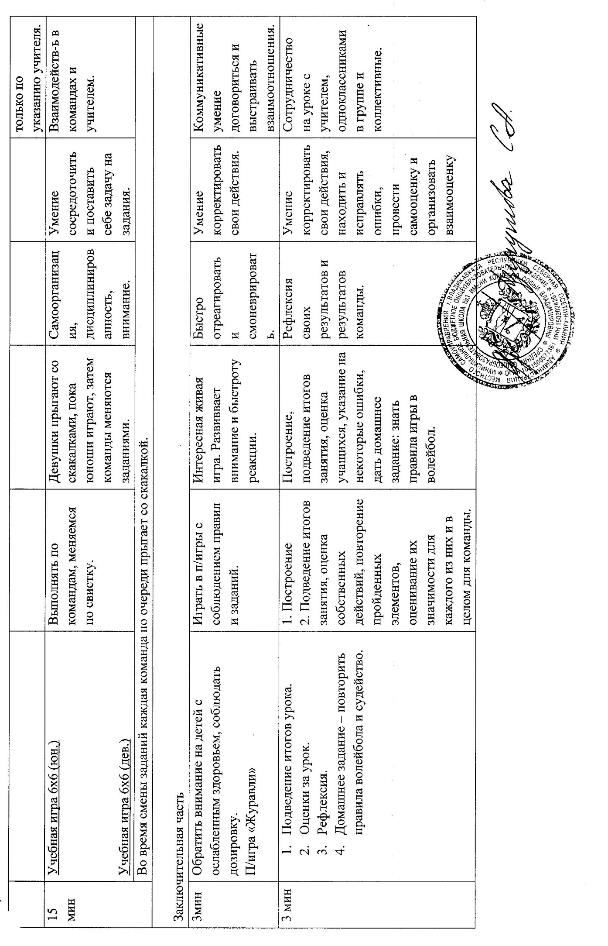 только по
указанию учителя.
15
мин
Учебная игра 6х6 (юн.)
Учебная игра 6х6 (дев.)
Выполнять по
командам, меняемся
по свистку.
Девушки прыгают со
скакалками, пока
юноши играют, затем
команды меняются
заданиями.
Самоорганизац
ия,
дисциплиниров
анность,
внимание.
Умение
сосредоточить
и поставить
себе задачу на
задания.
Взаимодейств-ь в
командах и
учителем.
Во время смены заданий каждая команда по очереди прыгает со скакалкой.
Заключительная часть
3мин
Обратить внимание на детей с
ослабленным здоровьем, соблюдать
дозировку.
П/игра «Журавли»
Играть в п/игры с
соблюдением правил
и заданий.
Интересная живая
игра. Развивает
внимание и быстроту
реакции.
Быстро
отреагировать
и
сманеврироват
ь.
Умение
корректировать
свои действия.
Коммуникативные
умение
договориться и
выстраивать
взаимоотношения.
3 мин
1. Подведение итогов урока.
2. Оценки за урок.
3. Рефлексия.
4. Домашнее задание – повторить
правила волейбола и судейство.
1. Построение
2. Подведение итогов
занятия, оценка
собственных
действий, повторение
пройденных
элементов,
оценивание их
значимости для
каждого из них и в
целом для команды.
Построение,
подведение итогов
занятия, оценка
учащихся, указание на
некоторые ошибки,
дать домашнее
задание: знать
правила игры в
волейбол.
Рефлексия
своих
результатов и
результатов
команды.
Умение
корректировать
свои действия,
находить и
исправлять
ошибки,
провести
самооценку и
организовать
взаимооценку
Сотрудничество
на уроке с
учителем,
одноклассниками
в группе и
коллективные.